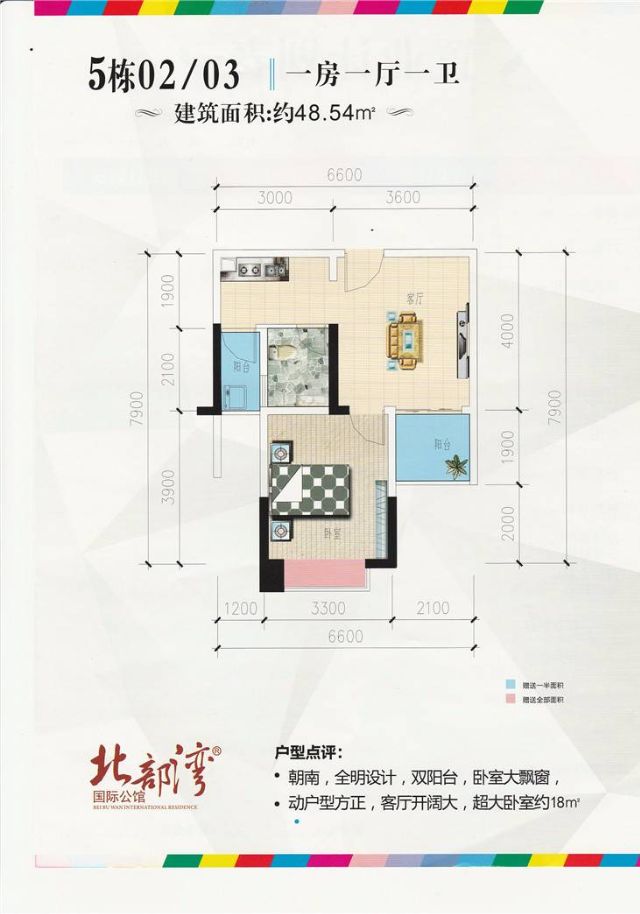 5栋02/03 一房一厅一卫
建筑面积:约48.54㎡
6600
3000
3600
1900
2100
3900
7900
4000
1900
2000
7900
客厅
阳台
阳台
卧室
1200
3300
2100
6600
赠送一半面积
赠送全部面积
北部湾®
国际公馆
BEI BU WAN INTERNATIONAL RESIDENCE
户型点评：
• 朝南，全明设计，双阳台，卧室大飘窗，
• 动户型方正，客厅开阔大，超大卧室约18㎡